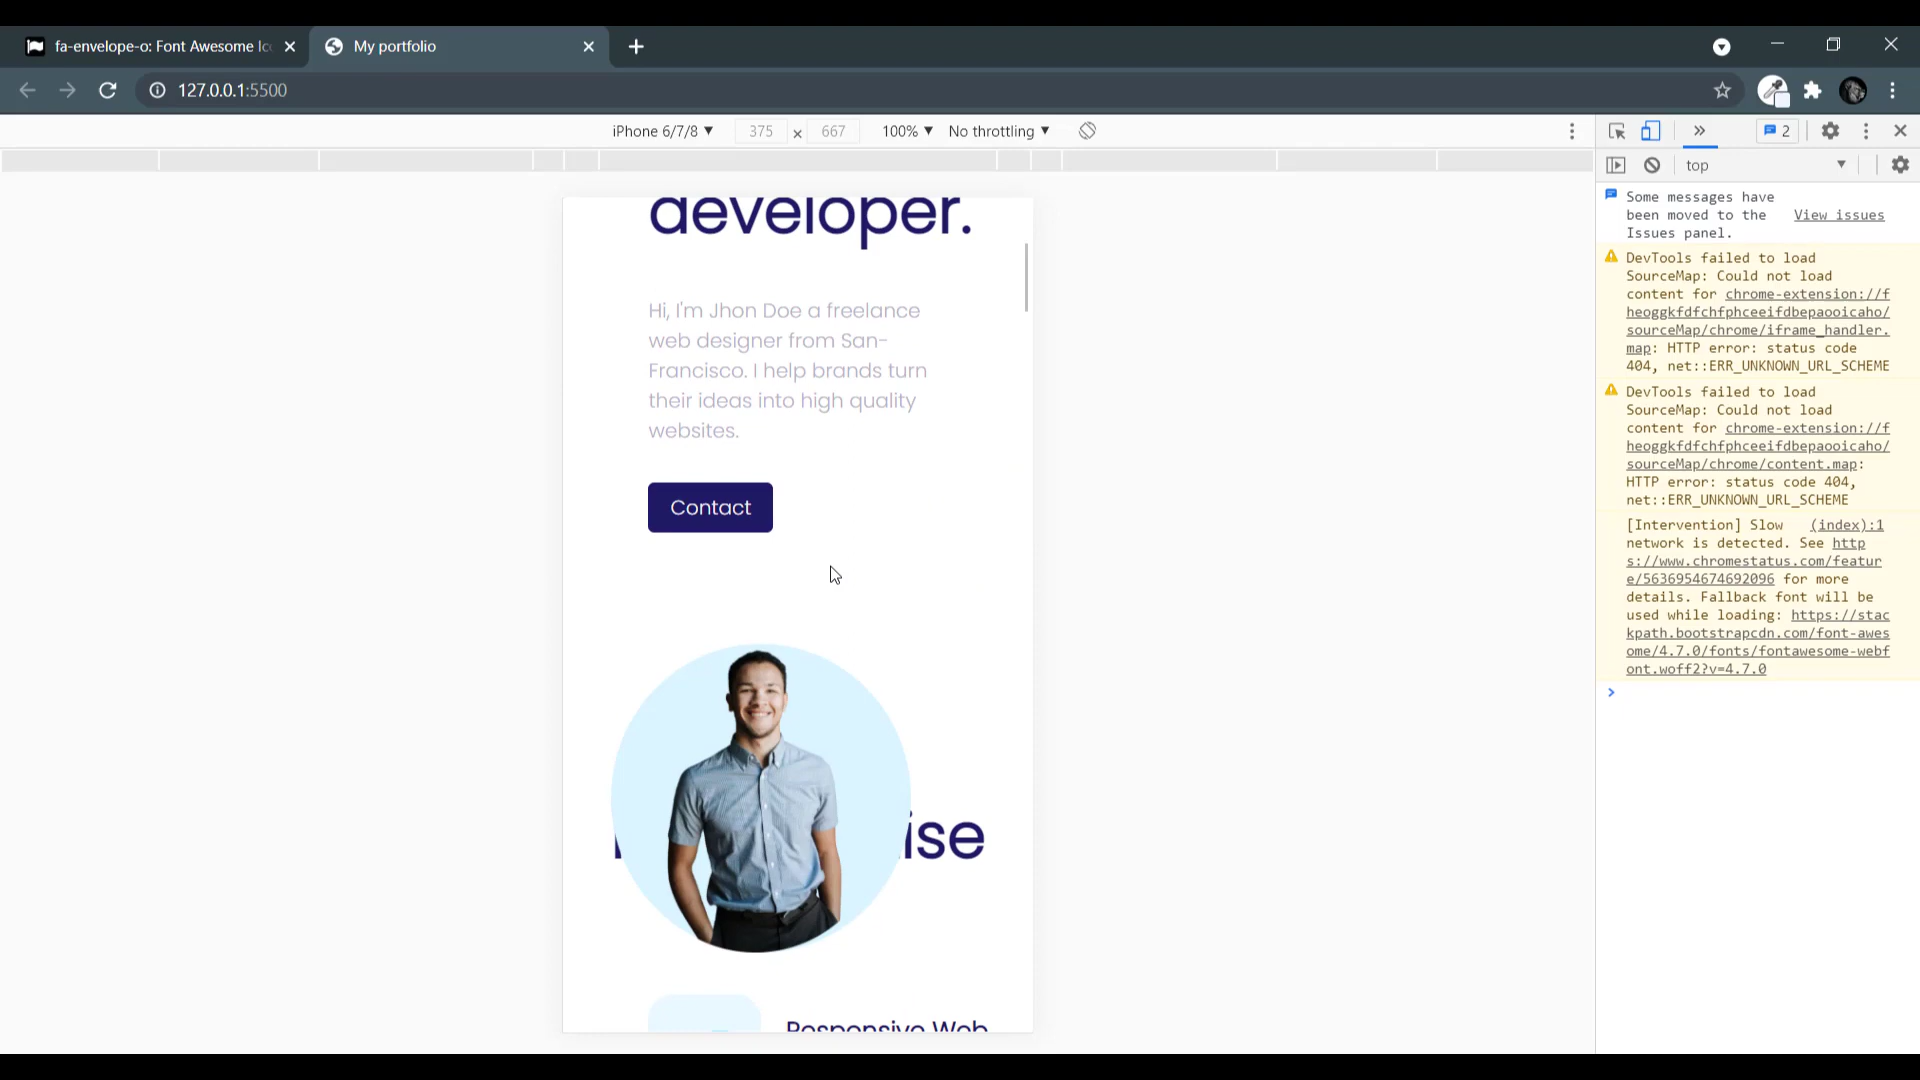 fa-envelope-o: Font Awesome Ic
My portfolio
127.0.0.1:5500
iPhone 6/7/8 ▼ 375 × 667 100% ▼ No throttling ▼
2
top
developer.
Hi, I'm Jhon Doe a freelance
web designer from San-
Francisco. I help brands turn
their ideas into high quality
websites.
Contact
ise
Responsive Web
Some messages have
been moved to the View issues
Issues panel.
DevTools failed to load
SourceMap: Could not load
content for chrome-extension://f
heoggkfdfchfphceeifdbepaooicaho/
sourceMap/chrome/iframe_handler.
map: HTTP error: status code
404, net::ERR_UNKNOWN_URL_SCHEME
DevTools failed to load
SourceMap: Could not load
content for chrome-extension://f
heoggkfdfchfphceeifdbepaooicaho/
sourceMap/chrome/content.map:
HTTP error: status code 404,
net::ERR_UNKNOWN_URL_SCHEME
[Intervention] Slow (index):1
network is detected. See http
s://www.chromestatus.com/featur
e/5636954674692096 for more
details. Fallback font will be
used while loading: https://stac
kpath.bootstrapcdn.com/font-awes
ome/4.7.0/fonts/fontawesome-webf
ont.woff2?v=4.7.0